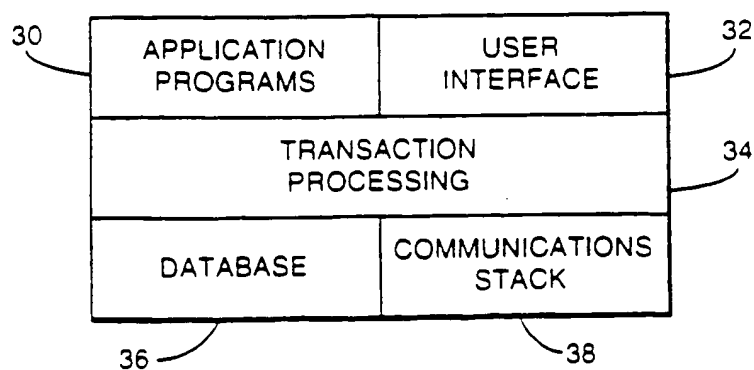 30
APPLICATION
PROGRAMS
USER
INTERFACE
32
TRANSACTION
PROCESSING
34
DATABASE
COMMUNICATIONS
STACK
36
38